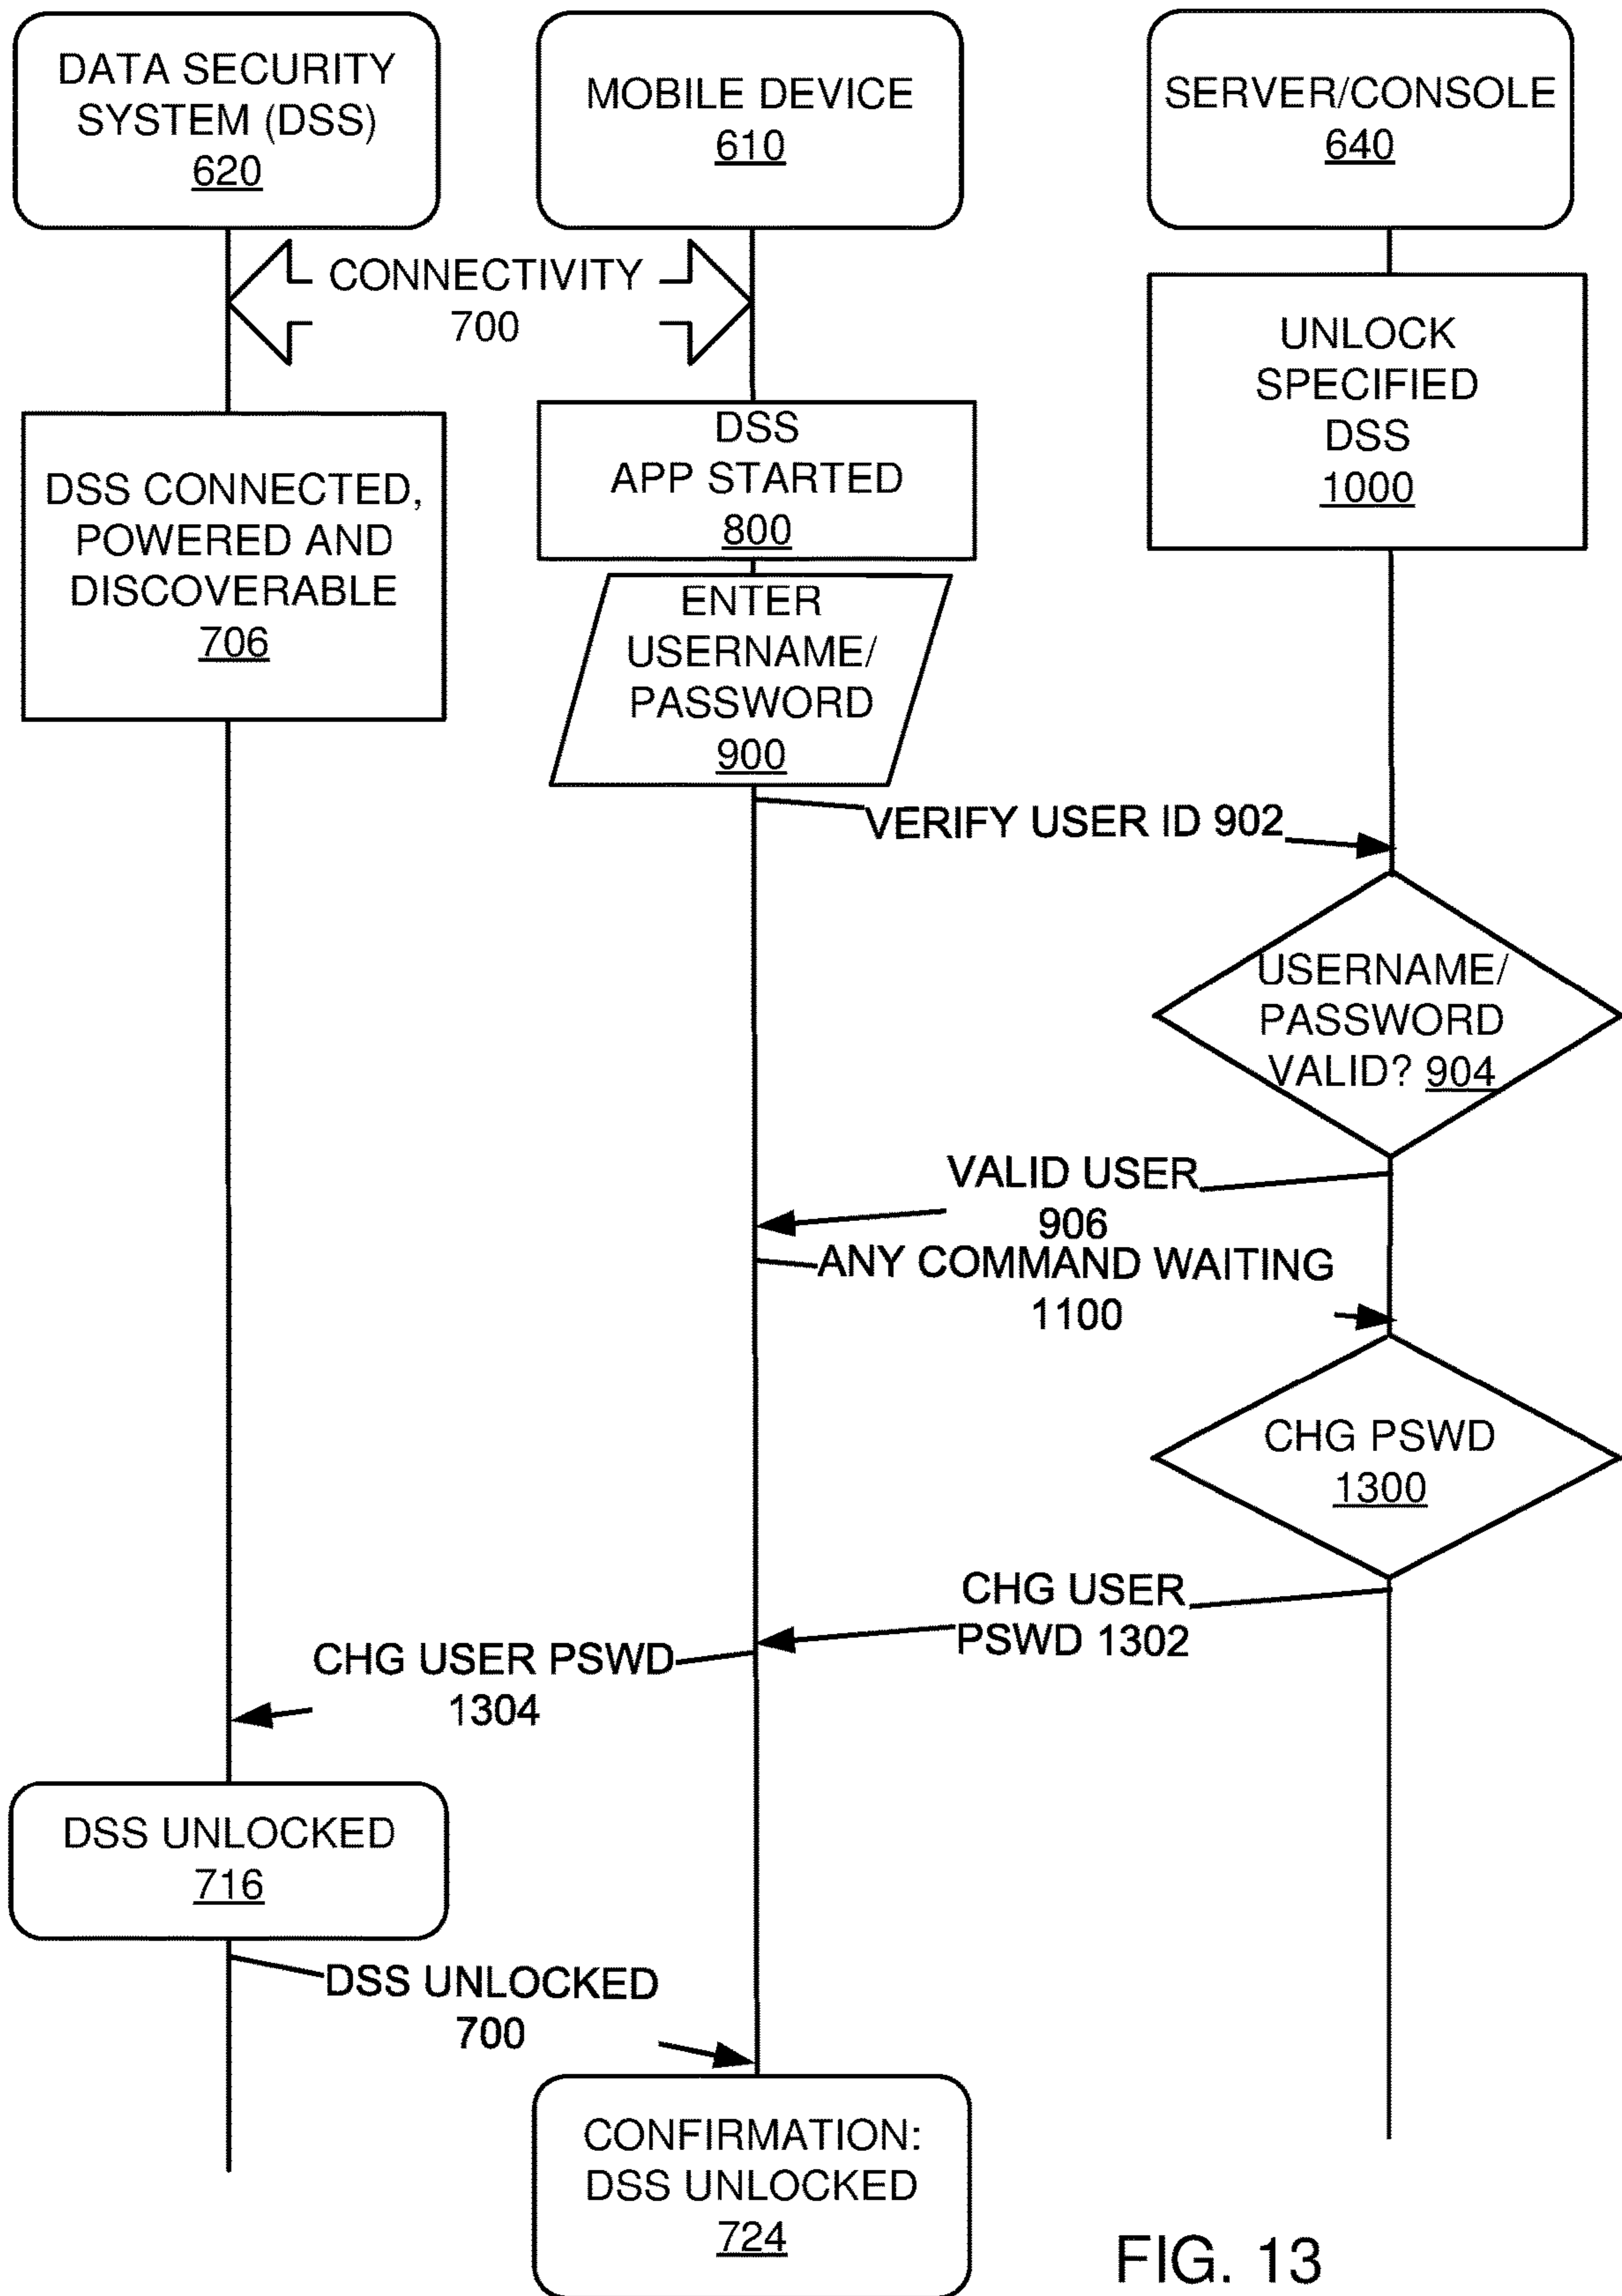 DATA SECURITY
SYSTEM (DSS)
620
MOBILE DEVICE
610
SERVER/CONSOLE
640
CONNECTIVITY
700
UNLOCK
SPECIFIED
DSS
1000
DSS CONNECTED,
POWERED AND
DISCOVERABLE
706
DSS
APP STARTED
800
ENTER
USERNAME/
PASSWORD
900
VERIFY USER ID 902
USERNAME/
PASSWORD
VALID? 904
VALID USER
906
ANY COMMAND WAITING
1100
CHG PSWD
1300
CHG USER
PSWD 1302
CHG USER PSWD
1304
DSS UNLOCKED
716
DSS UNLOCKED
700
CONFIRMATION:
DSS UNLOCKED
724
FIG. 13